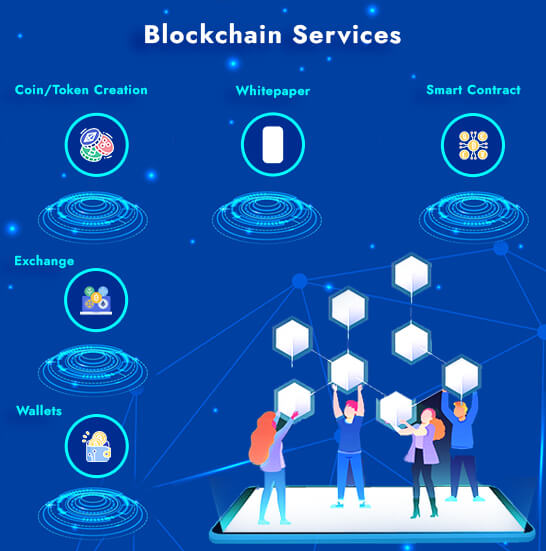 Blockchain Services
Coin/Token Creation
Whitepaper
Smart Contract
Exchange
Wallets